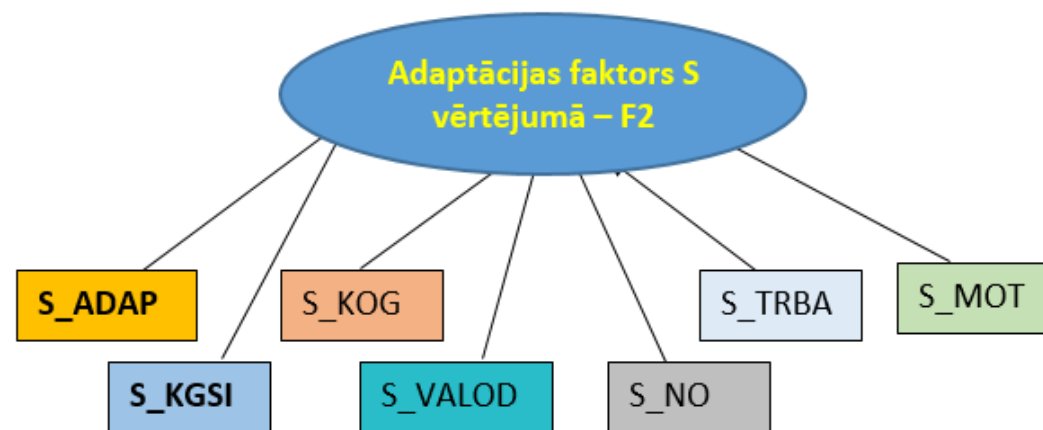 Adaptācijas faktors S
vērtējumā – F2
S_ADAP
S_KOG
S_TRBA
S_MOT
S_KGSI
S_VALOD
S_NO